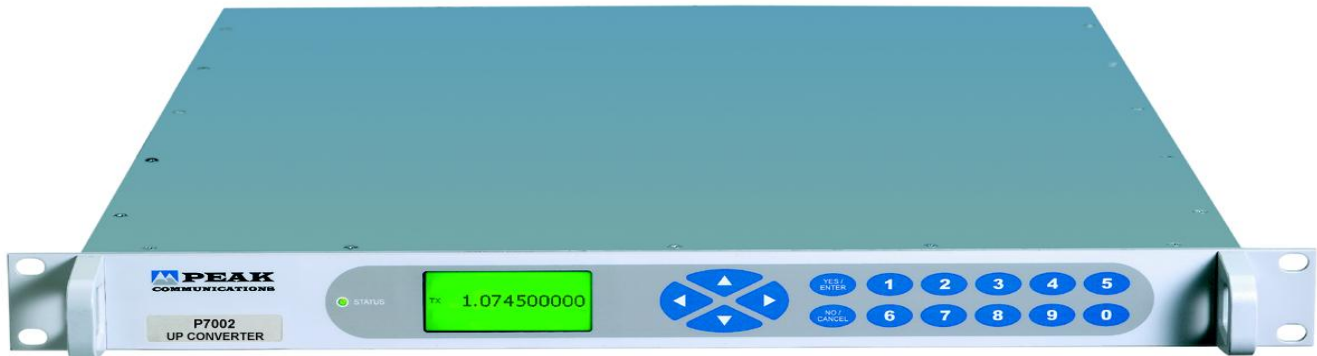 PEAK
COMMUNICATIONS
P7002
UP CONVERTER
STATUS
TX 1.074500000
YES /
ENTER
1 2 3 4 5
NO /
CANCEL
6 7 8 9 0